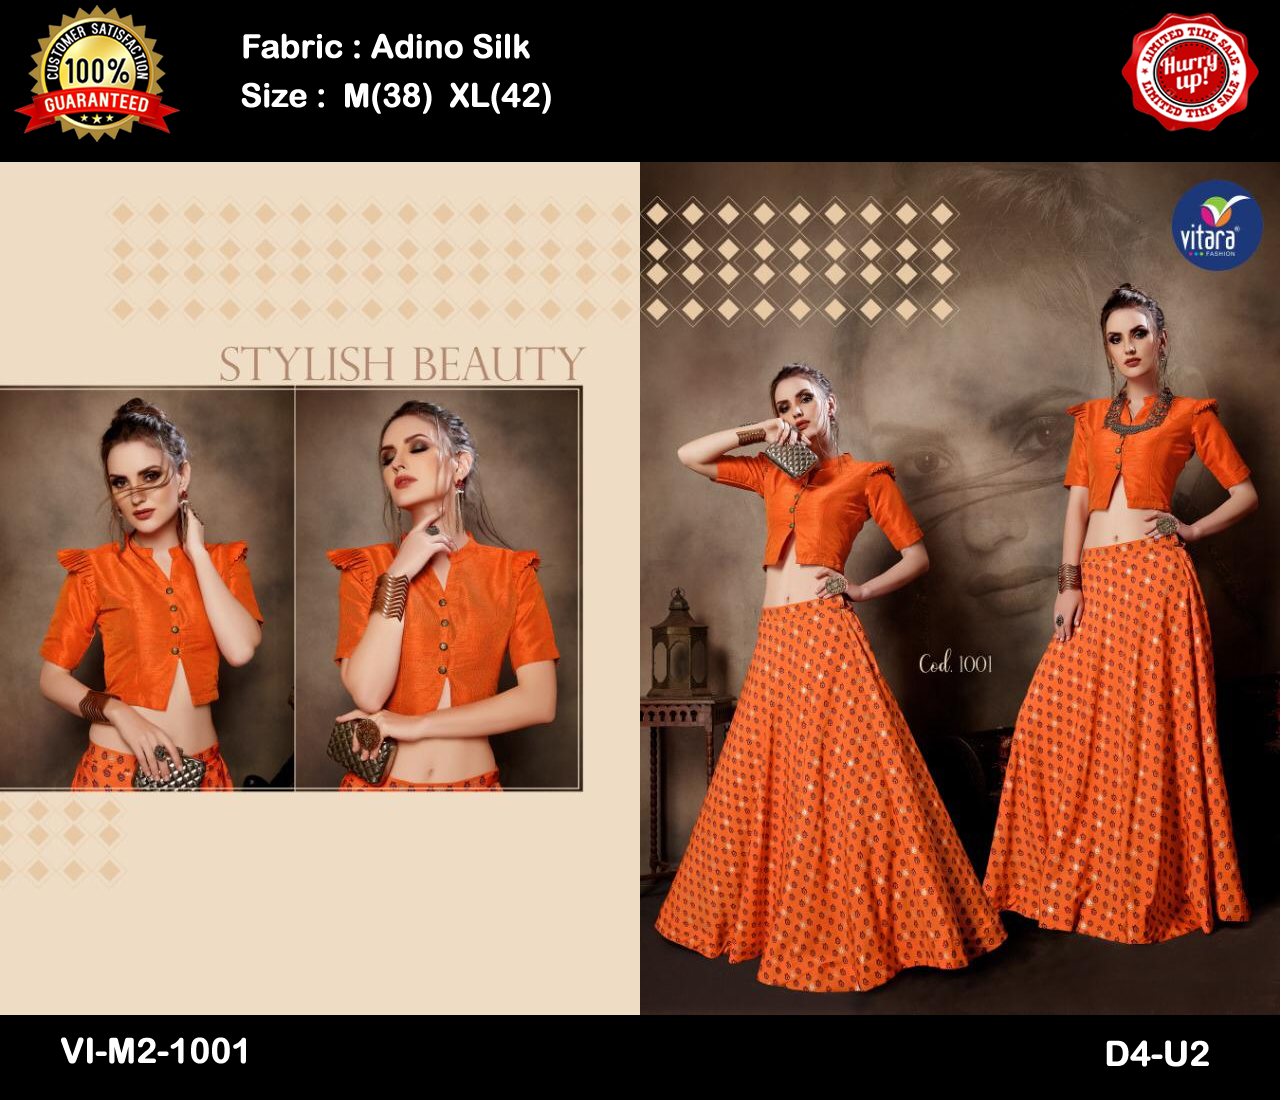 CUSTOMER SATISFACTION
100%
GUARANTEED
Fabric : Adino Silk
Size : M(38) XL(42)
LIMITED TIME SALE
Hurry
up!
LIMITED TIME SALE
vitara®
FASHION
STYLISH BEAUTY
Cod. 1001
VI-M2-1001
D4-U2